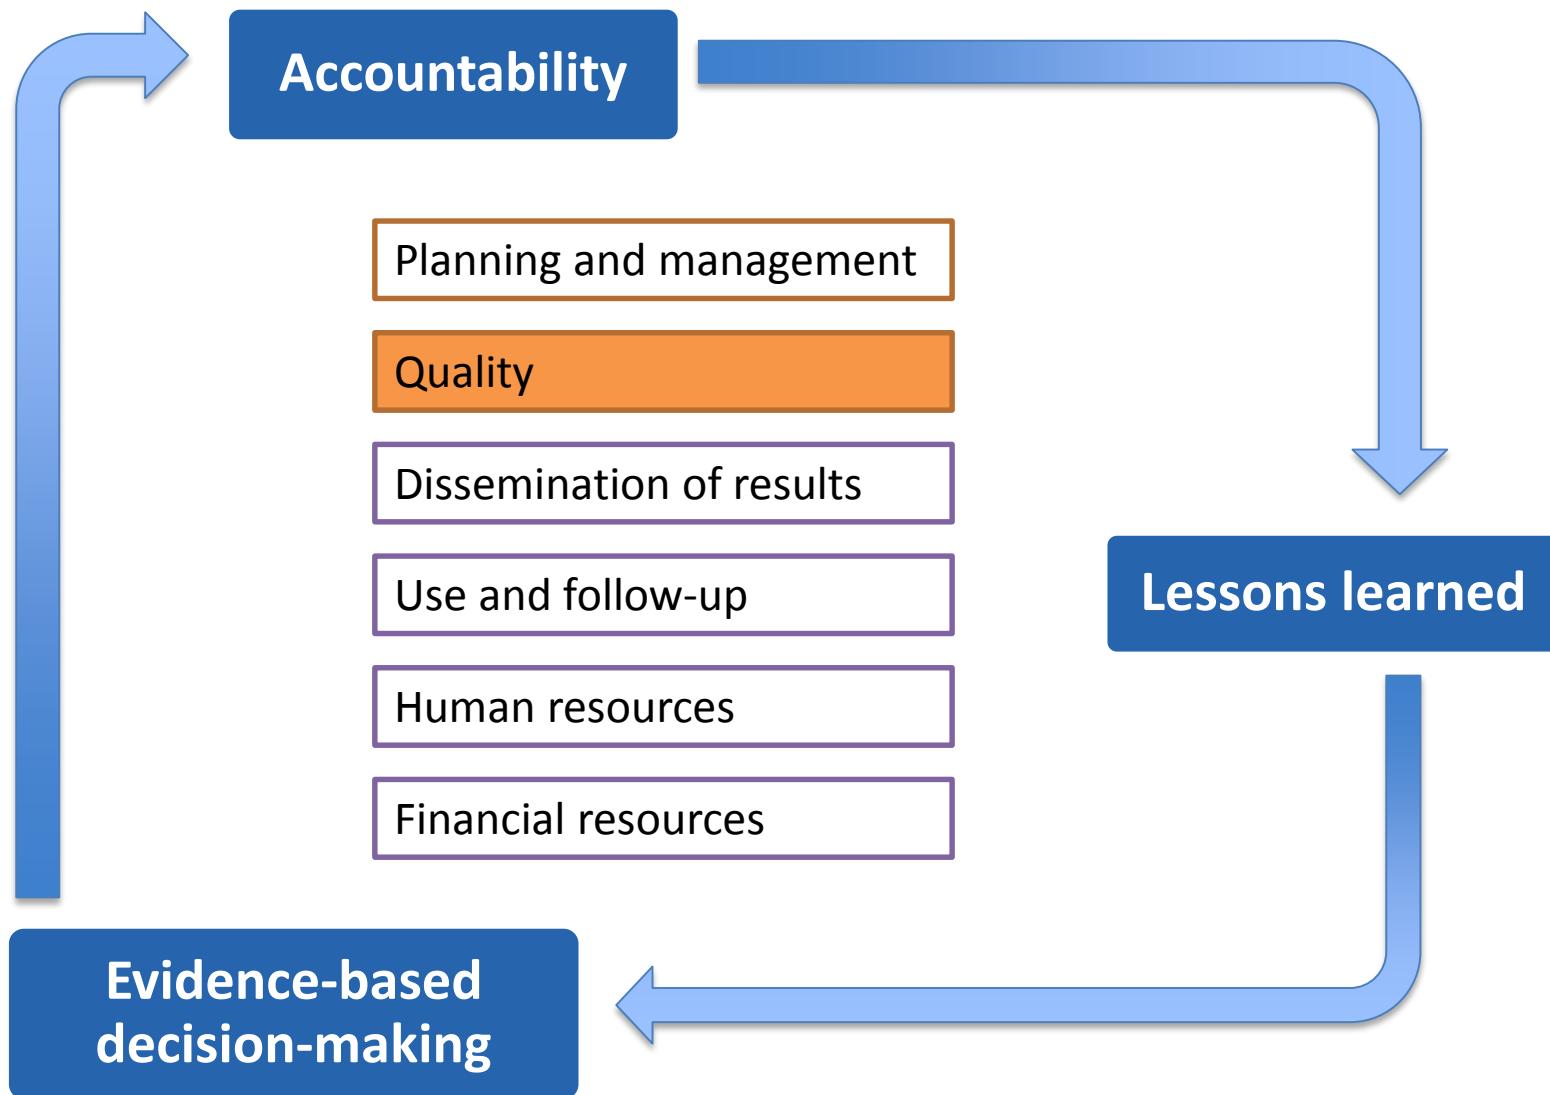 Accountability
Planning and management
Quality
Dissemination of results
Use and follow-up
Lessons learned
Human resources
Financial resources
Evidence-based
decision-making